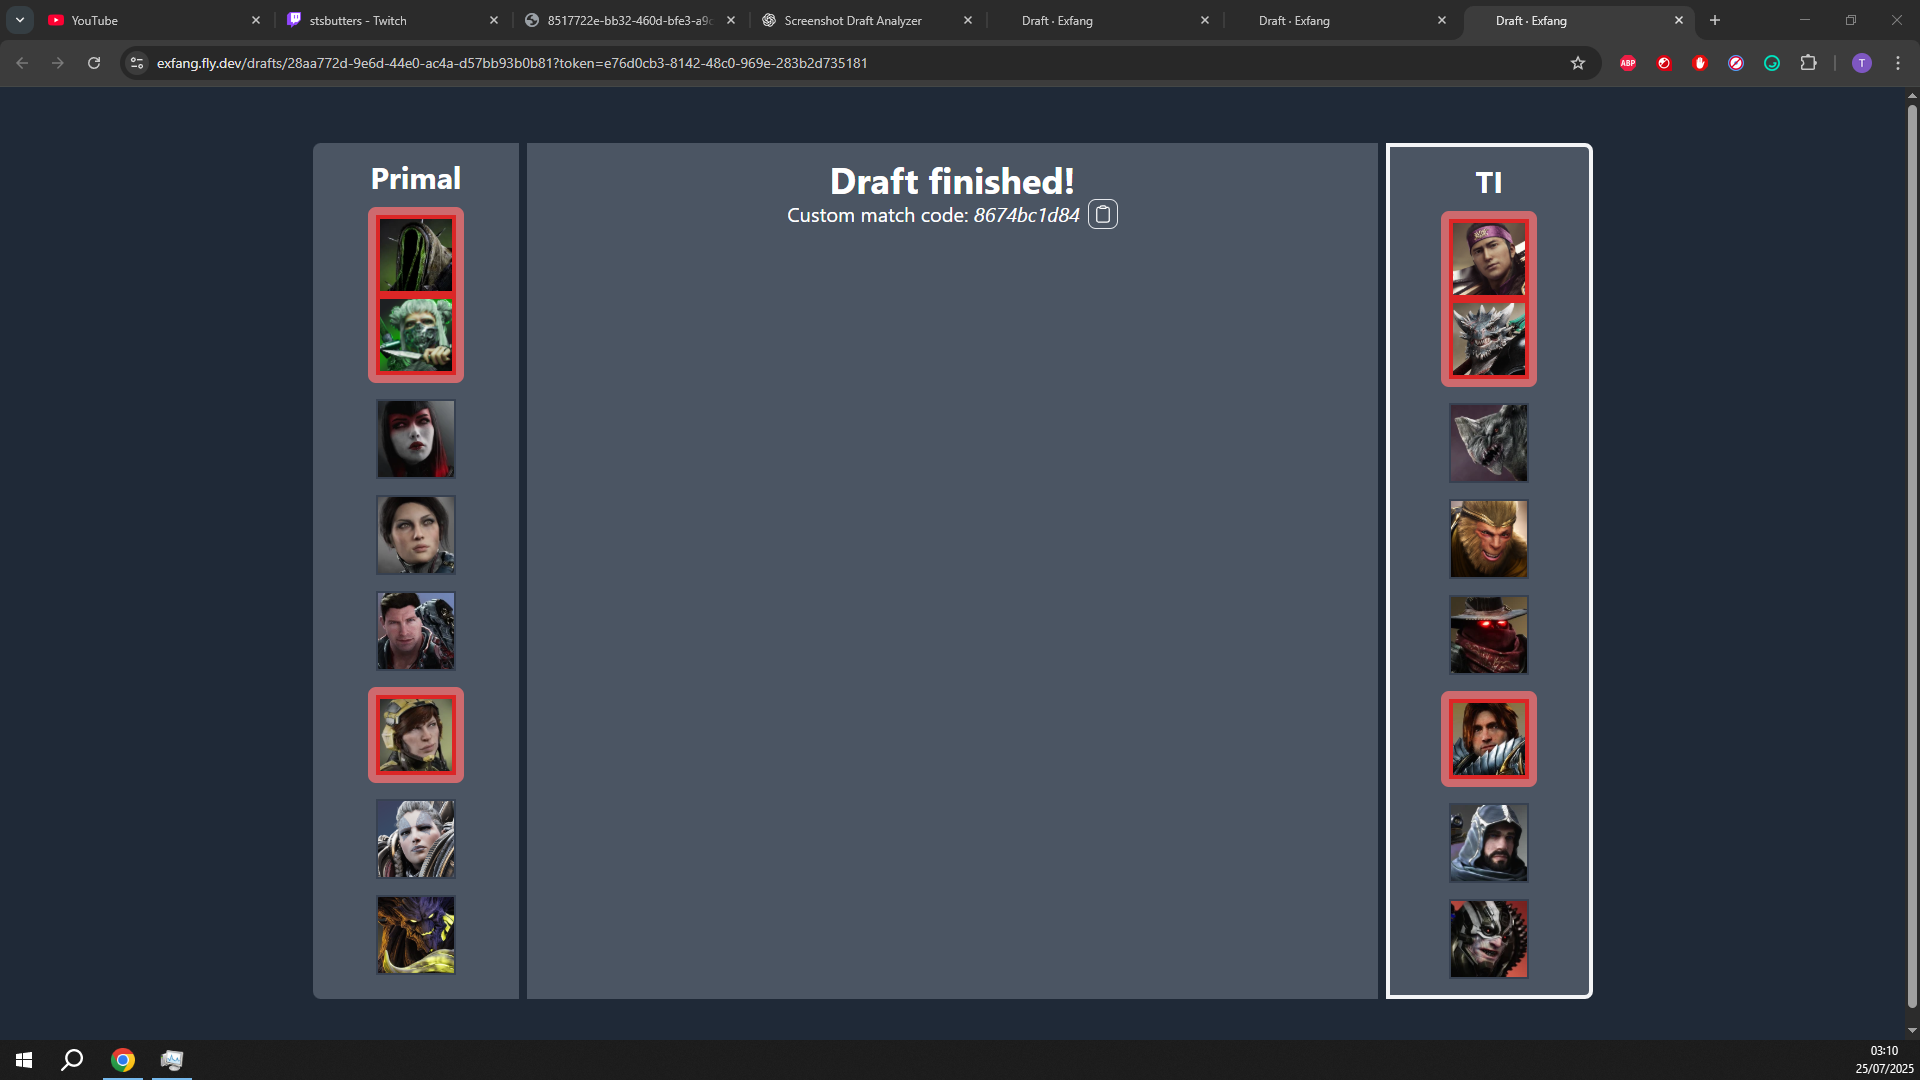 YouTube
stsbutters - Twitch
8517722e-bb32-460d-bfe3-a9c
Screenshot Draft Analyzer
Draft · Exfang
Draft · Exfang
Draft · Exfang
exfang.fly.dev/drafts/28aa772d-9e6d-44e0-ac4a-d57bb93b0b81?token=e76d0cb3-8142-48c0-969e-283b2d735181
ABP
T
Primal
Draft finished!
Custom match code: 8674bc1d84
TI
03:10
25/07/2025